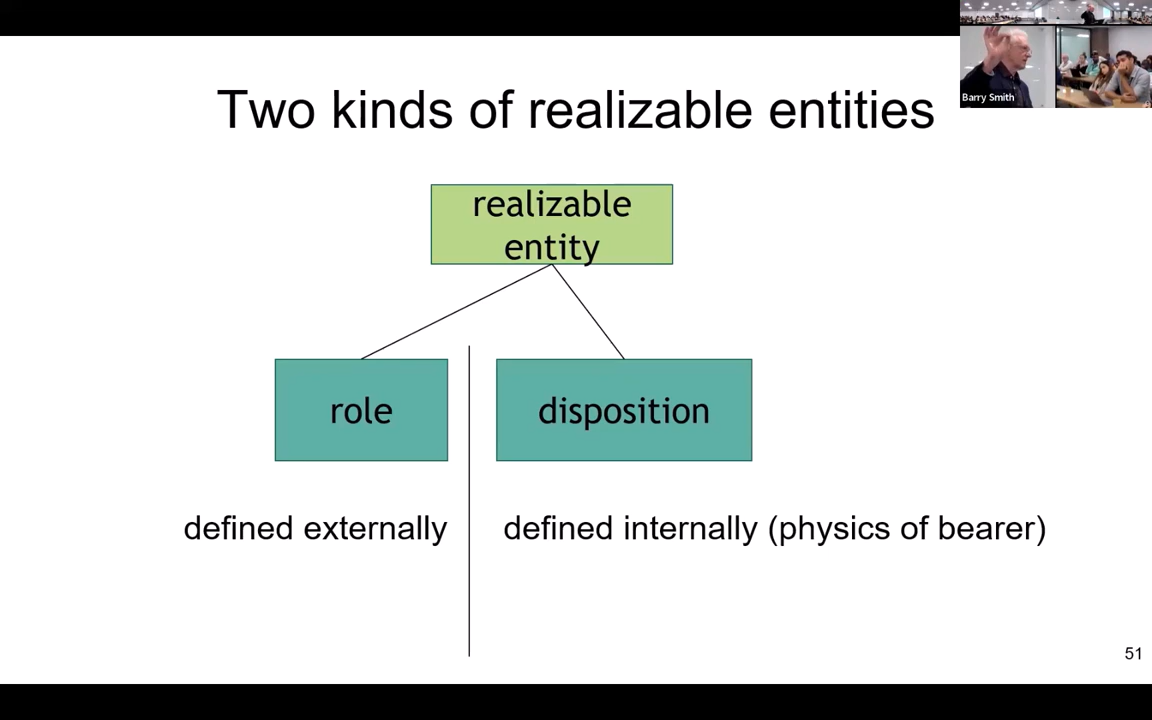 Barry Smith
Two kinds of realizable entities
realizable
entity
role
disposition
defined externally
defined internally (physics of bearer)
51